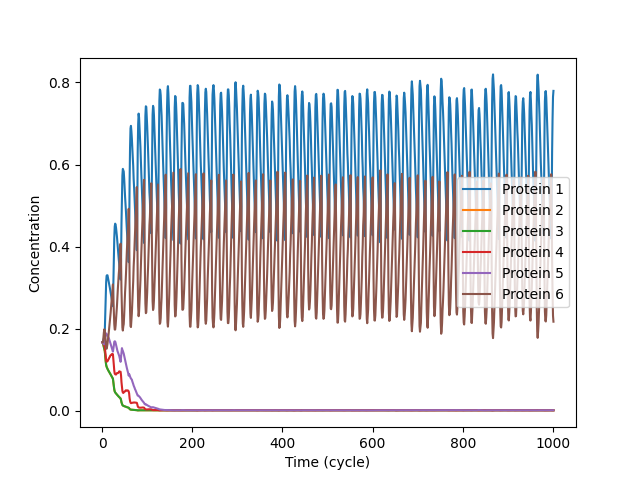 0.8
0.6
0.4
0.2
0.0
Concentration
0
200
400
600
800
1000
Time (cycle)
Protein 1
Protein 2
Protein 3
Protein 4
Protein 5
Protein 6